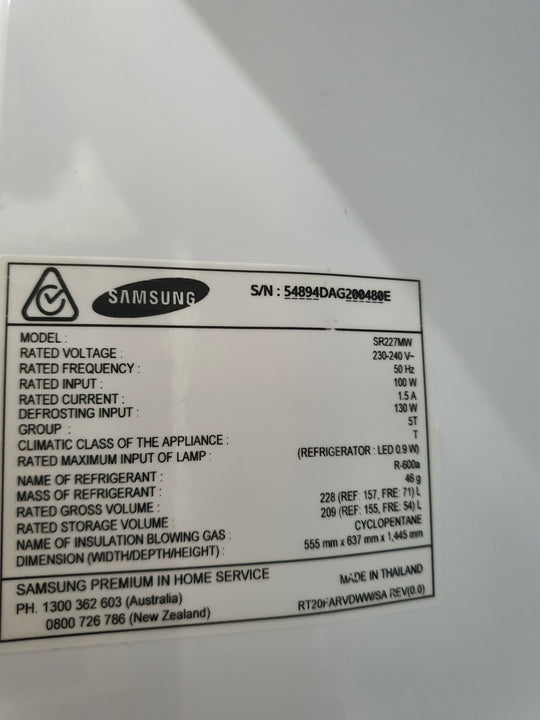 SAMSUNG S/N : 54894DAG200480E
MODEL : SR227MW
RATED VOLTAGE : 230-240 V~
RATED FREQUENCY : 50 Hz
RATED INPUT : 100 W
RATED CURRENT : 1.5 A
DEFROSTING INPUT : 130 W
GROUP : 5T
CLIMATIC CLASS OF THE APPLIANCE : T
RATED MAXIMUM INPUT OF LAMP : (REFRIGERATOR : LED 0.9 W)
NAME OF REFRIGERANT : R-600a
MASS OF REFRIGERANT : 46 g
RATED GROSS VOLUME : 228 (REF: 157, FRE: 71) L
RATED STORAGE VOLUME : 209 (REF: 155, FRE: 54) L
NAME OF INSULATION BLOWING GAS : CYCLOPENTANE
DIMENSION (WIDTH/DEPTH/HEIGHT) : 555 mm x 637 mm x 1,445 mm
SAMSUNG PREMIUM IN HOME SERVICE MADE IN THAILAND
PH. 1300 362 603 (Australia) RT20FARVDWW/SA REV(0.0)
0800 726 786 (New Zealand)